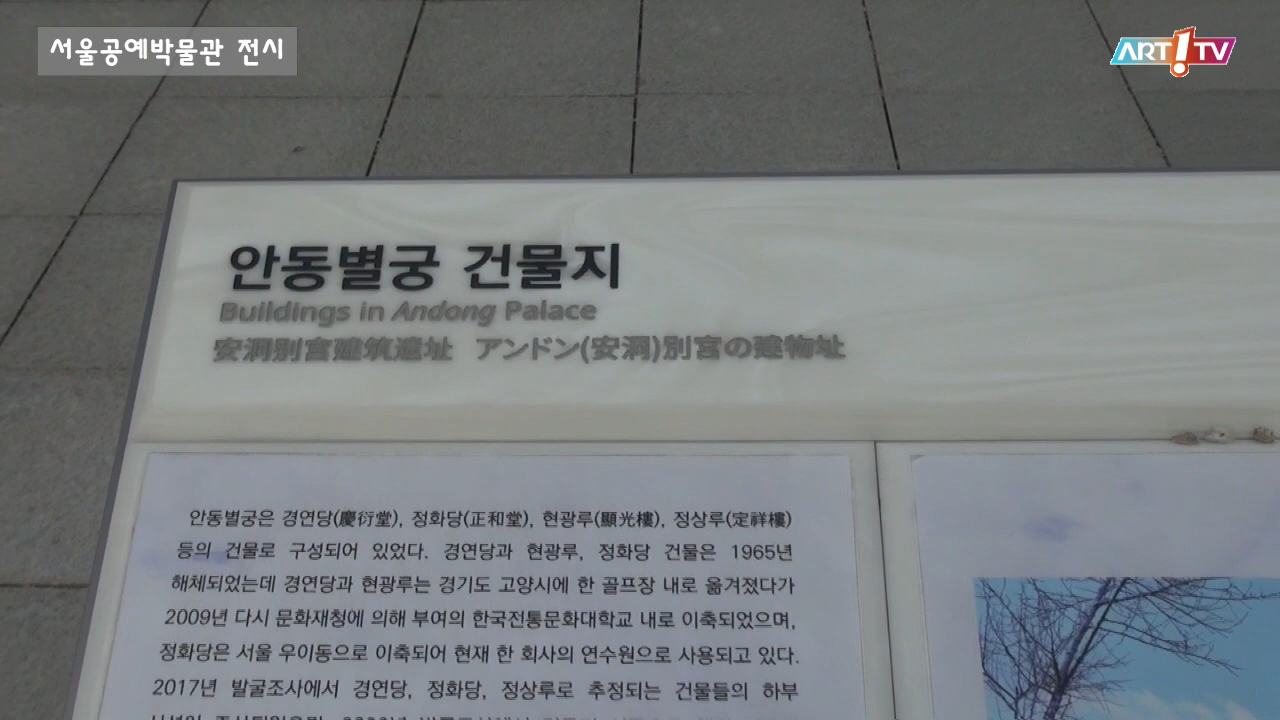 서울공예박물관 전시
ART!TV
안동별궁 건물지
Buildings in Andong Palace
安洞別宮建筑遗址 アンドン(安洞)別宮の建物址
안동별궁은 경연당(慶衍堂), 정화당(正和堂), 현광루(顯光樓), 정상루(定祥樓)
등의 건물로 구성되어 있었다. 경연당과 현광루, 정화당 건물은 1965년
해체되었는데 경연당과 현광루는 경기도 고양시에 한 골프장 내로 옮겨졌다가
2009년 다시 문화재청에 의해 부여의 한국전통문화대학교 내로 이축되었으며,
정화당은 서울 우이동으로 이축되어 현재 한 회사의 연수원으로 사용되고 있다.
2017년 발굴조사에서 경연당, 정화당, 정상루로 추정되는 건물들의 하부